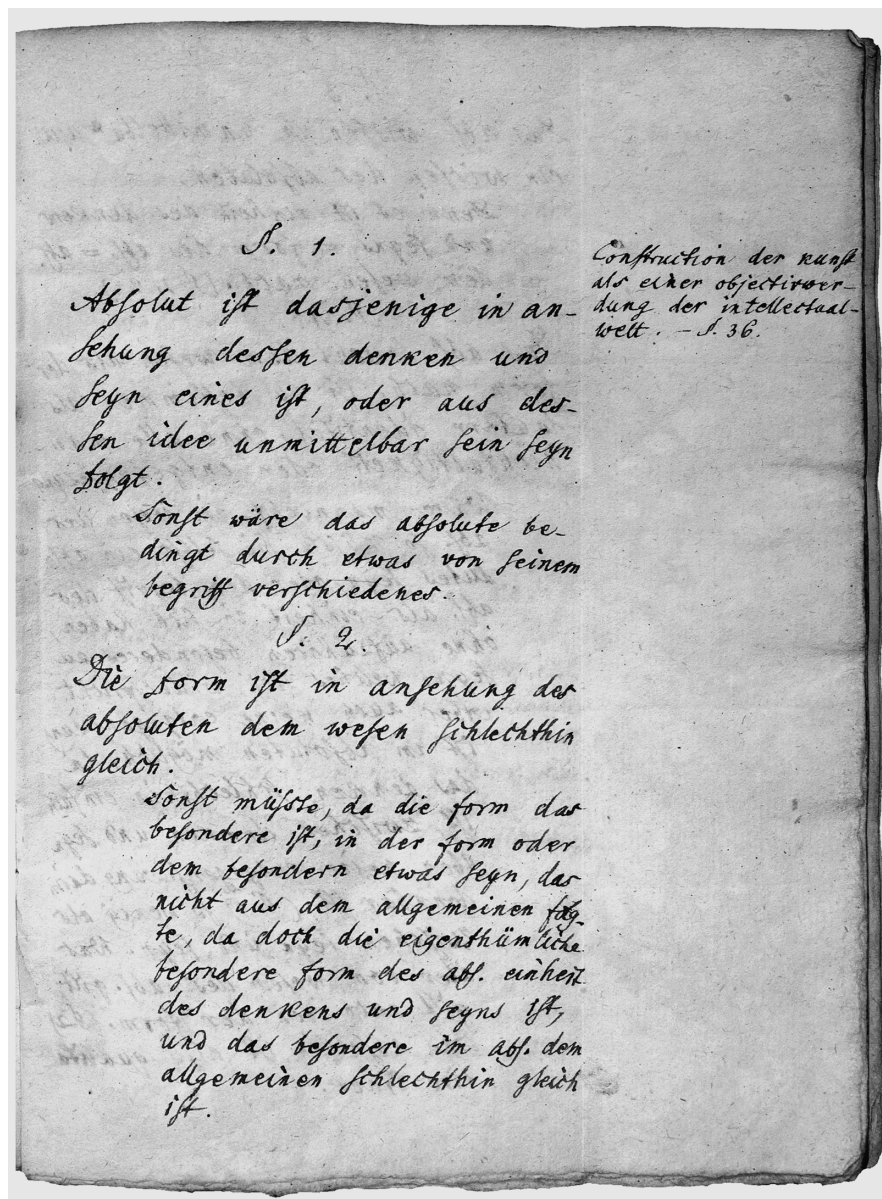 §. 1.
Absolut ist dasjenige in an-
sehung dessen denken und
seyn eines ist, oder aus des-
sen idee unmittelbar sein seyn
folgt.
Sonst wäre das absolute be-
dingt durch etwas von seinem
begriff verschiedenes.
§. 2.
Die form ist in ansehung des
absoluten dem wesen schlechthin
gleich.
Sonst müsste, da die form das
besondere ist, in der form oder
dem besondern etwas seyn, das
nicht aus dem allgemeinen folg-
te, da doch die eigenthümliche
besondere form des abs. einheit
des denkens und seyns ist,
und das besondere im abs. dem
allgemeinen schlechthin gleich
ist.
Construction der kunst
als einer objectivwer-
dung der intellectual-
welt. – §. 36.